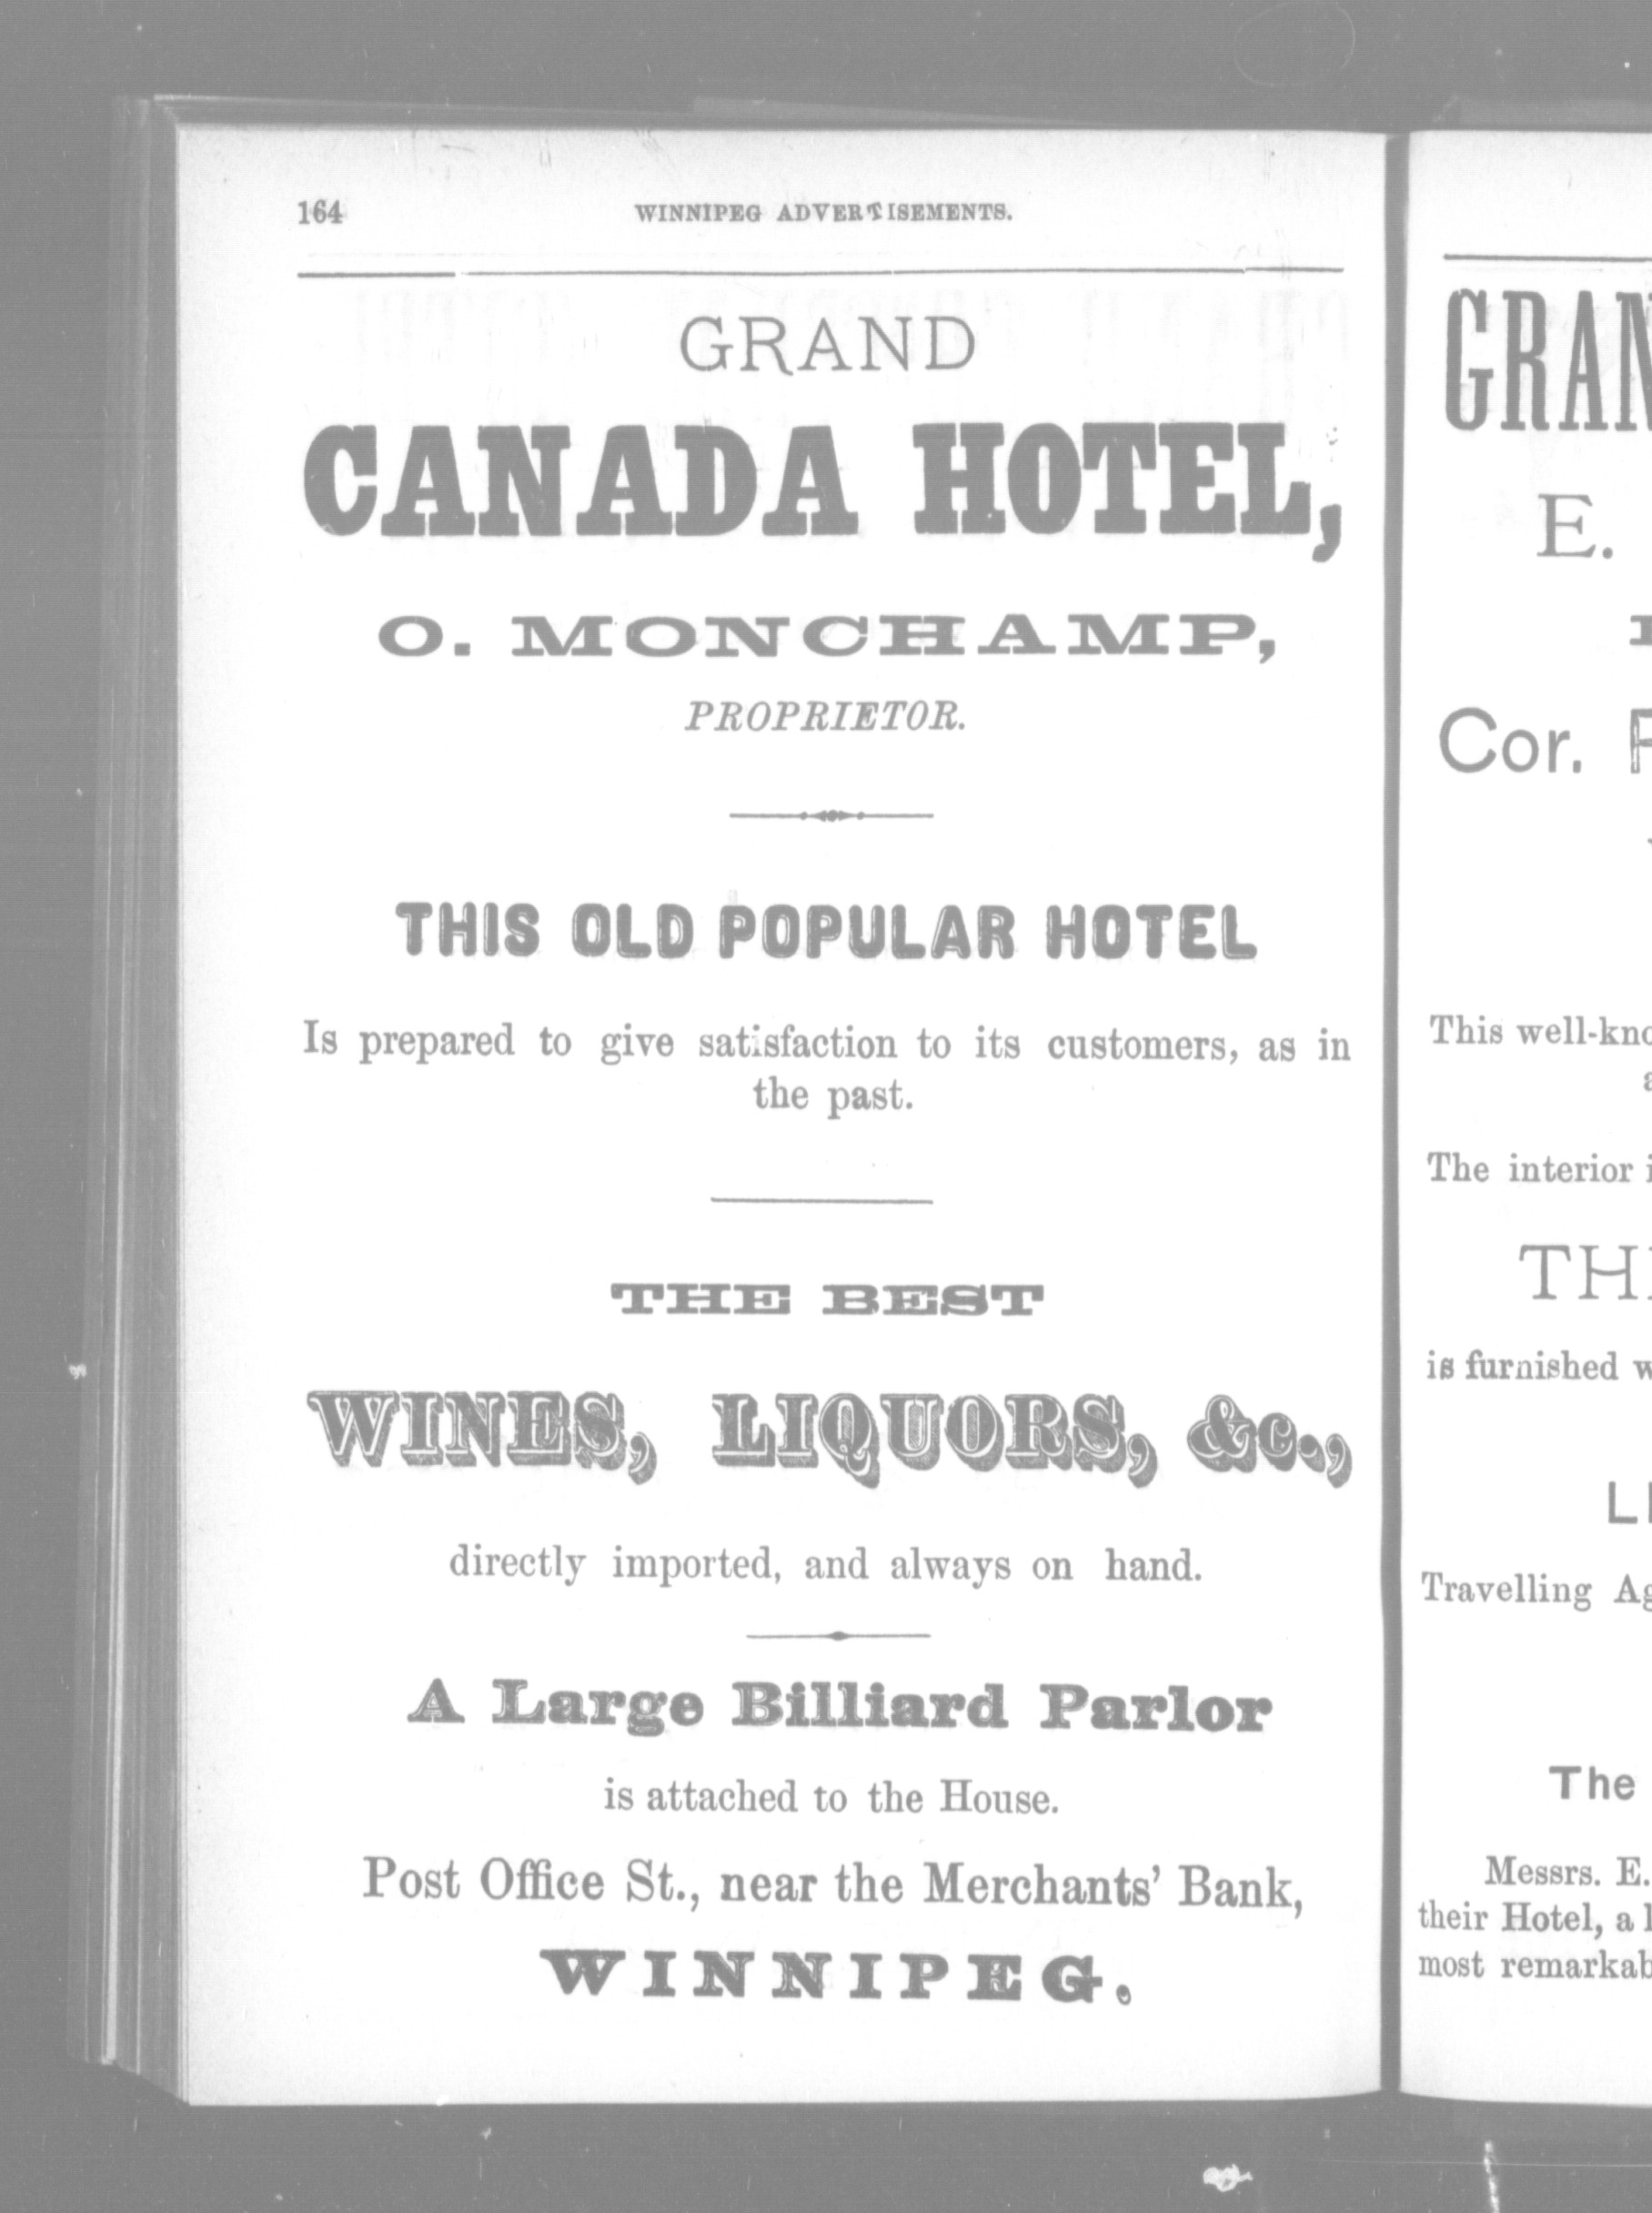 164 WINNIPEG ADVERTISEMENTS.
GRAND
CANADA HOTEL,
O. MONCHAMP,
PROPRIETOR.
THIS OLD POPULAR HOTEL
Is prepared to give satisfaction to its customers, as in
the past.
THE BEST
WINES, LIQUORS, &c.,
directly imported, and always on hand.
A Large Billiard Parlor
is attached to the House.
Post Office St., near the Merchants' Bank,
WINNIPEG.
GRAN
E.
Cor.
This well-kno
a
The interior i
TH
is furnished w
L
Travelling Ag
The
Messrs. E.
their Hotel, a l
most remarkab